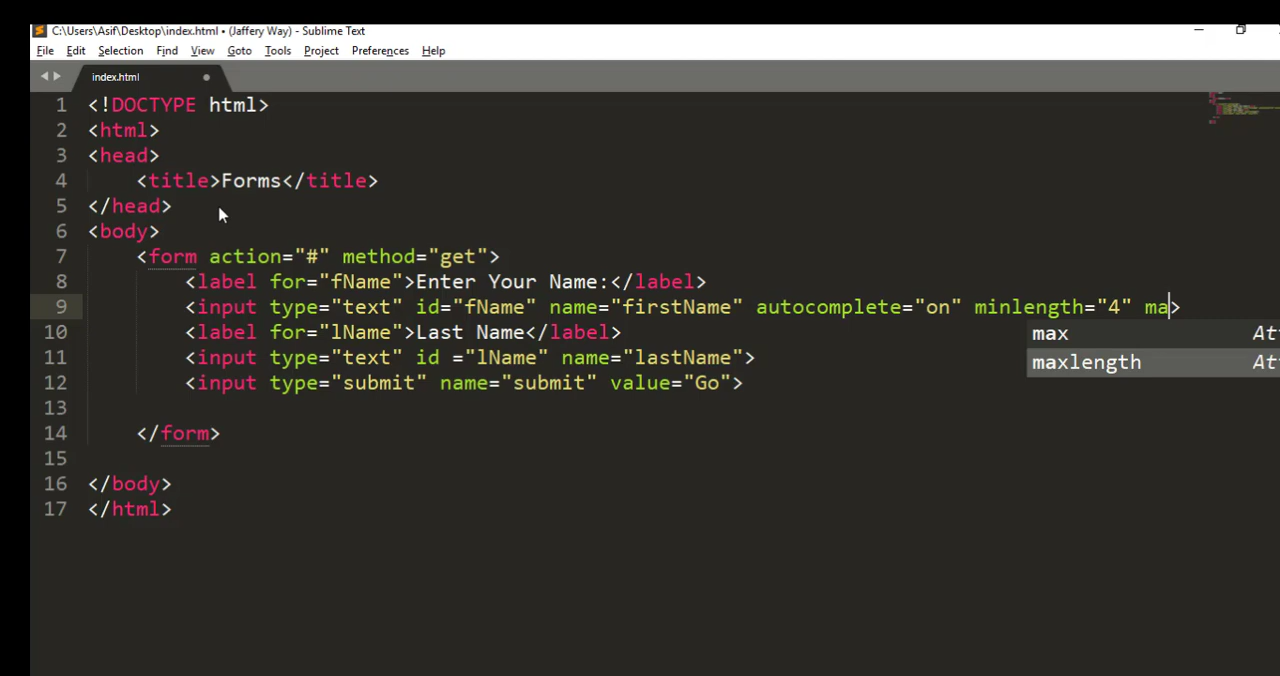 C:\Users\Asif\Desktop\index.html • (Jaffery Way) - Sublime Text
File Edit Selection Find View Goto Tools Project Preferences Help
index.html
1 <!DOCTYPE html>
2 <html>
3 <head>
4 <title>Forms</title>
5 </head>
6 <body>
7 <form action="#" method="get">
8 <label for="fName">Enter Your Name:</label>
9 <input type="text" id="fName" name="firstName" autocomplete="on" minlength="4" ma>
10 <label for="lName">Last Name</label>
max At
11 <input type="text" id ="lName" name="lastName">
maxlength At
12 <input type="submit" name="submit" value="Go">
13
14 </form>
15
16 </body>
17 </html>